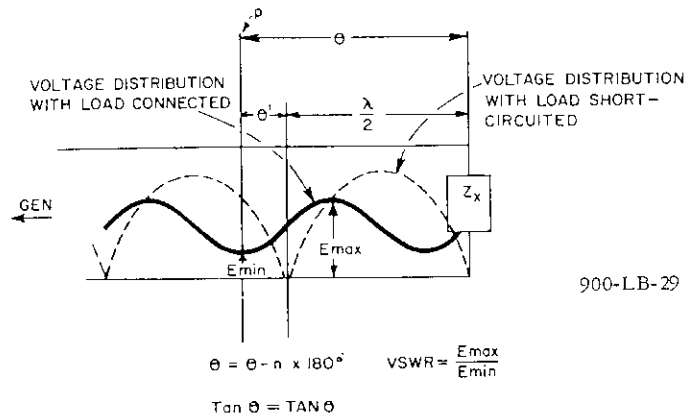 ρ
θ
VOLTAGE DISTRIBUTION
WITH LOAD CONNECTED
θ'
λ/2
VOLTAGE DISTRIBUTION
WITH LOAD SHORT-
CIRCUITED
GEN
Zx
Emin
Emax
900-LB-29
θ = θ-n x 180°
VSWR = Emax/Emin
Tan θ = TAN θ